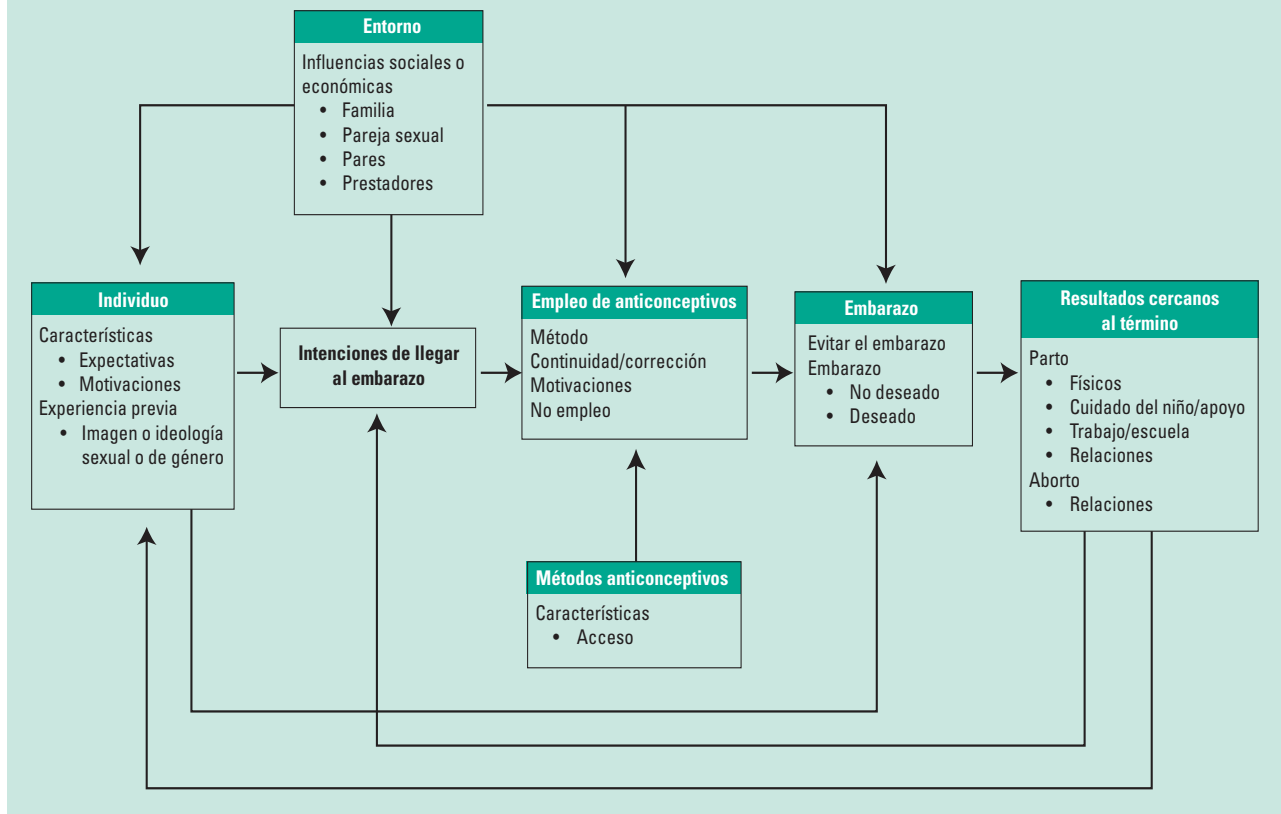 Entorno
Influencias sociales o
económicas
• Familia
• Pareja sexual
• Pares
• Prestadores
Individuo
Características
• Expectativas
• Motivaciones
Experiencia previa
• Imagen o ideología
sexual o de género
Intenciones de llegar
al embarazo
Empleo de anticonceptivos
Método
Continuidad/corrección
Motivaciones
No empleo
Embarazo
Evitar el embarazo
Embarazo
• No deseado
• Deseado
Resultados cercanos
al término
Parto
• Físicos
• Cuidado del niño/apoyo
• Trabajo/escuela
• Relaciones
Aborto
• Relaciones
Métodos anticonceptivos
Características
• Acceso